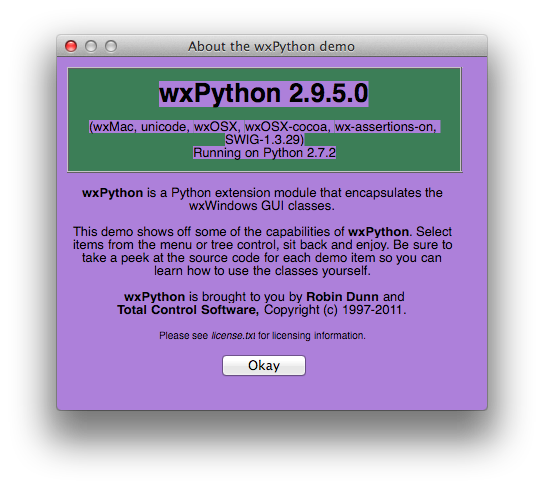 About the wxPython demo
wxPython 2.9.5.0
(wxMac, unicode, wxOSX, wxOSX-cocoa, wx-assertions-on,
SWIG-1.3.29)
Running on Python 2.7.2
wxPython is a Python extension module that encapsulates the
wxWindows GUI classes.
This demo shows off some of the capabilities of wxPython. Select
items from the menu or tree control, sit back and enjoy. Be sure to
take a peek at the source code for each demo item so you can
learn how to use the classes yourself.
wxPython is brought to you by Robin Dunn and
Total Control Software, Copyright (c) 1997-2011.
Please see license.txt for licensing information.
Okay